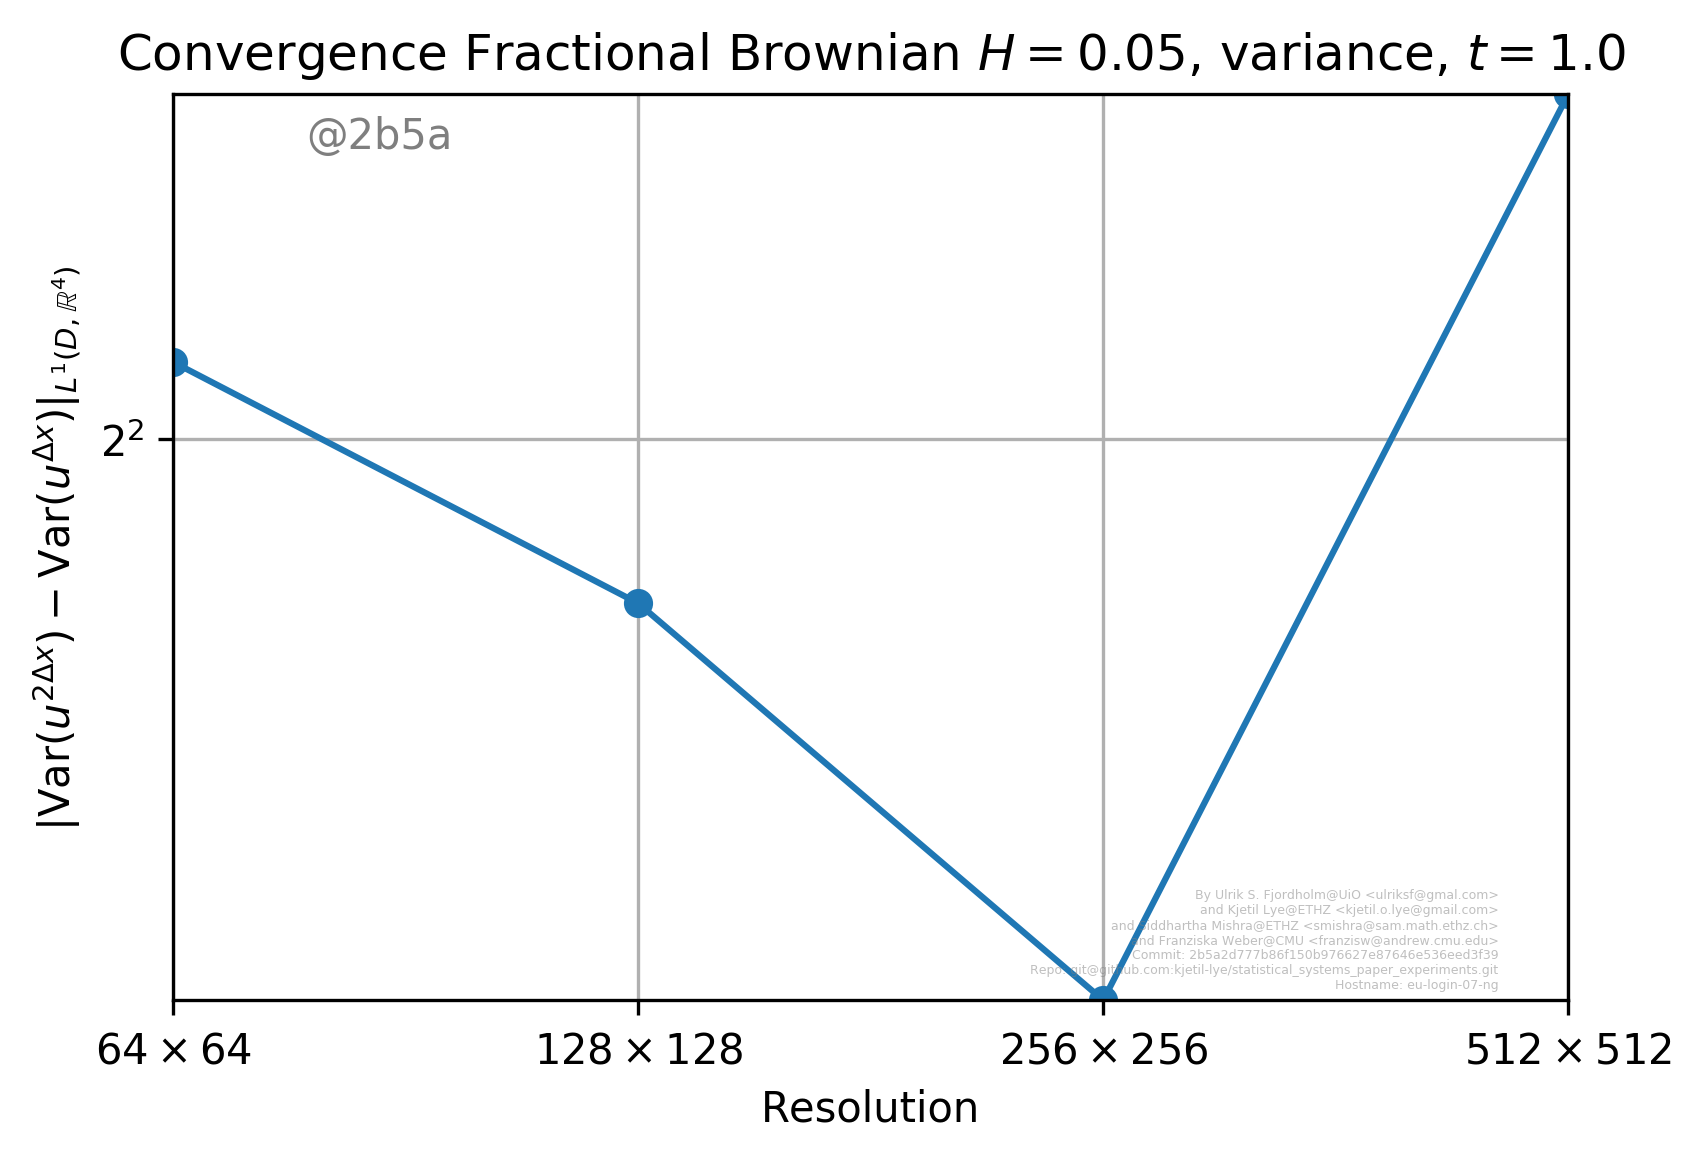 Convergence Fractional Brownian H = 0.05, variance, t = 1.0
@2b5a
|Var(u^{2Δx}) − Var(u^{Δx})|_{L^1(D, ℝ^4)}
2^2
By Ulrik S. Fjordholm@UiO <ulriksf@gmal.com>
and Kjetil Lye@ETHZ <kjetil.o.lye@gmail.com>
and Siddhartha Mishra@ETHZ <smishra@sam.math.ethz.ch>
and Franziska Weber@CMU <franzisw@andrew.cmu.edu>
Commit: 2b5a2d777b86f150b976627e87646e536eed3f39
Repo: git@github.com:kjetil-lye/statistical_systems_paper_experiments.git
Hostname: eu-login-07-ng
64 × 64 128 × 128 256 × 256 512 × 512
Resolution